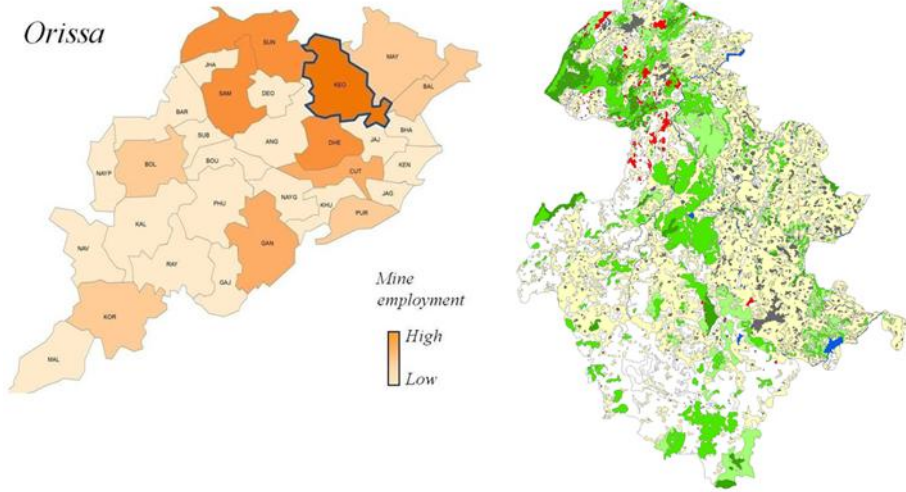 Orissa
SUN
MAY
JHA
KEO
SAM
DEO
BAL
BAR
SUB
ANG
DHE
JAJ
BHA
BOU
KEN
NAYP
BOL
CUT
JAG
PHU
NAYG
KHU
PUR
KAL
GAN
NAV
RAY
GAJ
KOR
MAL
Mine
employment
High
Low